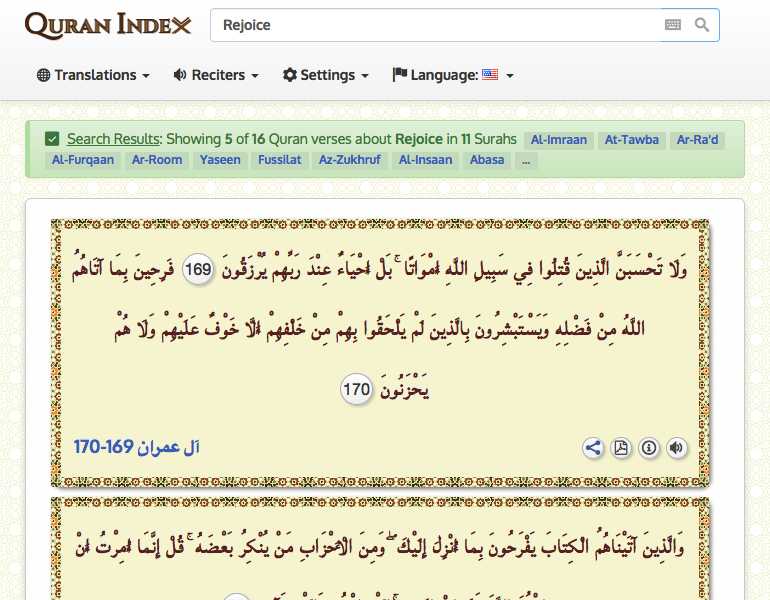 QURAN INDEX
Rejoice
Translations Reciters Settings Language:
Search Results: Showing 5 of 16 Quran verses about Rejoice in 11 Surahs Al-Imraan At-Tawba Ar-Ra'd
Al-Furqaan Ar-Room Yaseen Fussilat Az-Zukhruf Al-Insaan Abasa ...
وَلَا تَحْسَبَنَّ الَّذِينَ قُتِلُوا فِي سَبِيلِ اللَّهِ أَمْوَاتًا ۚ بَلْ أَحْيَاءٌ عِنْدَ رَبِّهِمْ يُرْزَقُونَ 169 فَرِحِينَ بِمَا آتَاهُمُ
اللَّهُ مِنْ فَضْلِهِ وَيَسْتَبْشِرُونَ بِالَّذِينَ لَمْ يَلْحَقُوا بِهِمْ مِنْ خَلْفِهِمْ أَلَّا خَوْفٌ عَلَيْهِمْ وَلَا هُمْ
يَحْزَنُونَ 170
آل عمران 169-170
وَالَّذِينَ آتَيْنَاهُمُ الْكِتَابَ يَفْرَحُونَ بِمَا أُنْزِلَ إِلَيْكَ ۖ وَمِنَ الْأَحْزَابِ مَنْ يُنْكِرُ بَعْضَهُ ۚ قُلْ إِنَّمَا أُمِرْتُ أَنْ